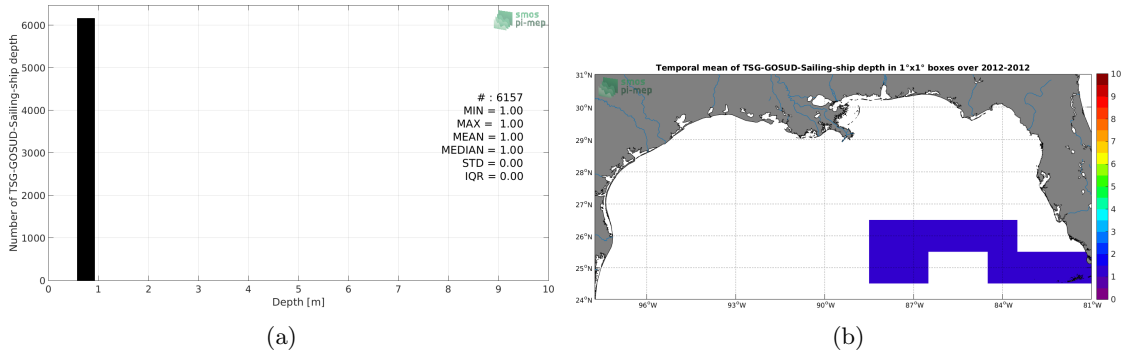 smos
pi-mep
6000
5000
4000
3000
2000
1000
0
Number of TSG-GOSUD-Sailing-ship depth
# : 6157
MIN = 1.00
MAX = 1.00
MEAN = 1.00
MEDIAN = 1.00
STD = 0.00
IQR = 0.00
0 1 2 3 4 5 6 7 8 9 10
Depth [m]
(a)
Temporal mean of TSG-GOSUD-Sailing-ship depth in 1°x1° boxes over 2012-2012
smos
pi-mep
31°N
30°N
29°N
28°N
27°N
26°N
25°N
24°N
96°W 93°W 90°W 87°W 84°W 81°W
10
9
8
7
6
5
4
3
2
1
0
(b)